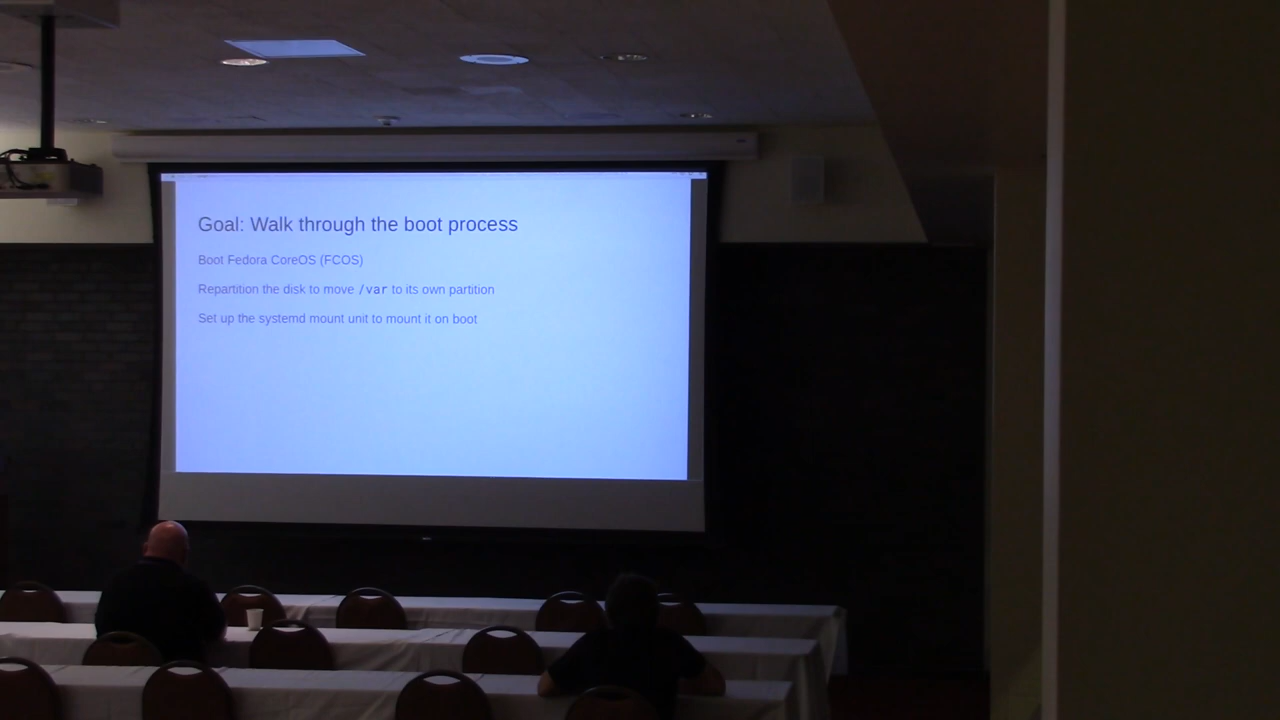 Goal: Walk through the boot process
Boot Fedora CoreOS (FCOS)
Repartition the disk to move /var to its own partition
Set up the systemd mount unit to mount it on boot